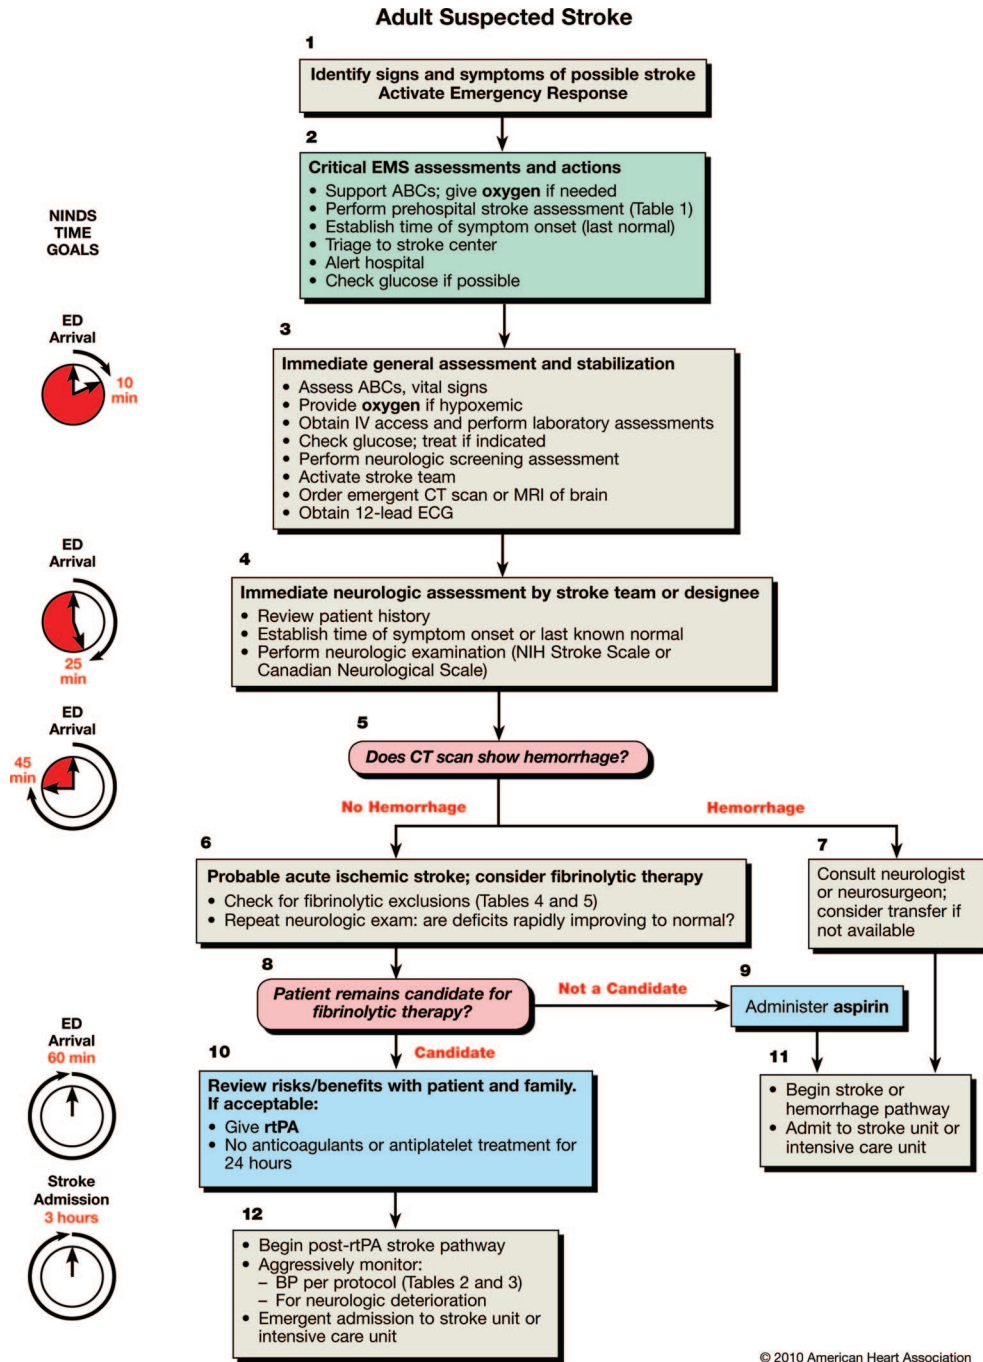 Adult Suspected Stroke
1
Identify signs and symptoms of possible stroke
Activate Emergency Response
2
Critical EMS assessments and actions
• Support ABCs; give oxygen if needed
• Perform prehospital stroke assessment (Table 1)
• Establish time of symptom onset (last normal)
• Triage to stroke center
• Alert hospital
• Check glucose if possible
NINDS
TIME
GOALS
ED
Arrival
10
min
3
Immediate general assessment and stabilization
• Assess ABCs, vital signs
• Provide oxygen if hypoxemic
• Obtain IV access and perform laboratory assessments
• Check glucose; treat if indicated
• Perform neurologic screening assessment
• Activate stroke team
• Order emergent CT scan or MRI of brain
• Obtain 12-lead ECG
ED
Arrival
25
min
4
Immediate neurologic assessment by stroke team or designee
• Review patient history
• Establish time of symptom onset or last known normal
• Perform neurologic examination (NIH Stroke Scale or
Canadian Neurological Scale)
ED
Arrival
45
min
5
Does CT scan show hemorrhage?
No Hemorrhage
Hemorrhage
6
Probable acute ischemic stroke; consider fibrinolytic therapy
• Check for fibrinolytic exclusions (Tables 4 and 5)
• Repeat neurologic exam: are deficits rapidly improving to normal?
7
Consult neurologist
or neurosurgeon;
consider transfer if
not available
8
Patient remains candidate for
fibrinolytic therapy?
Not a Candidate
9
Administer aspirin
Candidate
ED
Arrival
60 min
10
Review risks/benefits with patient and family.
If acceptable:
• Give rtPA
• No anticoagulants or antiplatelet treatment for
24 hours
11
• Begin stroke or
hemorrhage pathway
• Admit to stroke unit or
intensive care unit
Stroke
Admission
3 hours
12
• Begin post-rtPA stroke pathway
• Aggressively monitor:
– BP per protocol (Tables 2 and 3)
– For neurologic deterioration
• Emergent admission to stroke unit or
intensive care unit
© 2010 American Heart Association